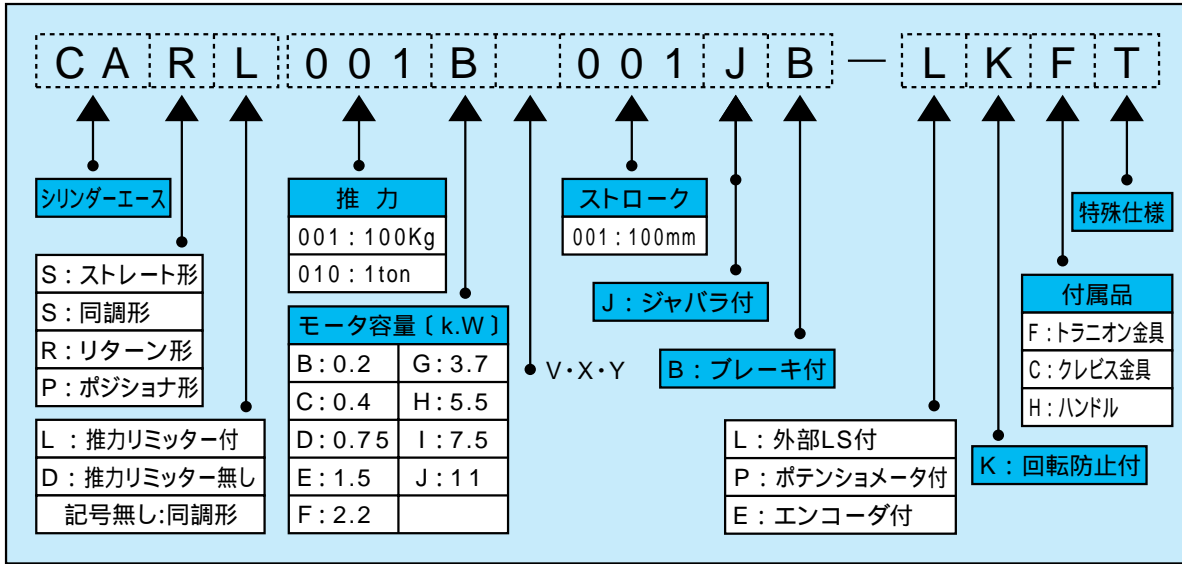 CARL 001B 001JB — LKFT
シリンダーエース
S：ストレート形
S：同調形
R：リターン形
P：ポジショナ形
L：推力リミッター付
D：推力リミッター無し
記号無し:同調形
推 力
001：100Kg
010：1ton
モータ容量〔k.W〕
B：0.2 G：3.7
C：0.4 H：5.5
D：0.75 I：7.5
E：1.5 J：11
F：2.2
V・X・Y
ストローク
001：100mm
J：ジャバラ付
B：ブレーキ付
L：外部LS付
P：ポテンショメータ付
E：エンコーダ付
K：回転防止付
付属品
F：トラニオン金具
C：クレビス金具
H：ハンドル
特殊仕様